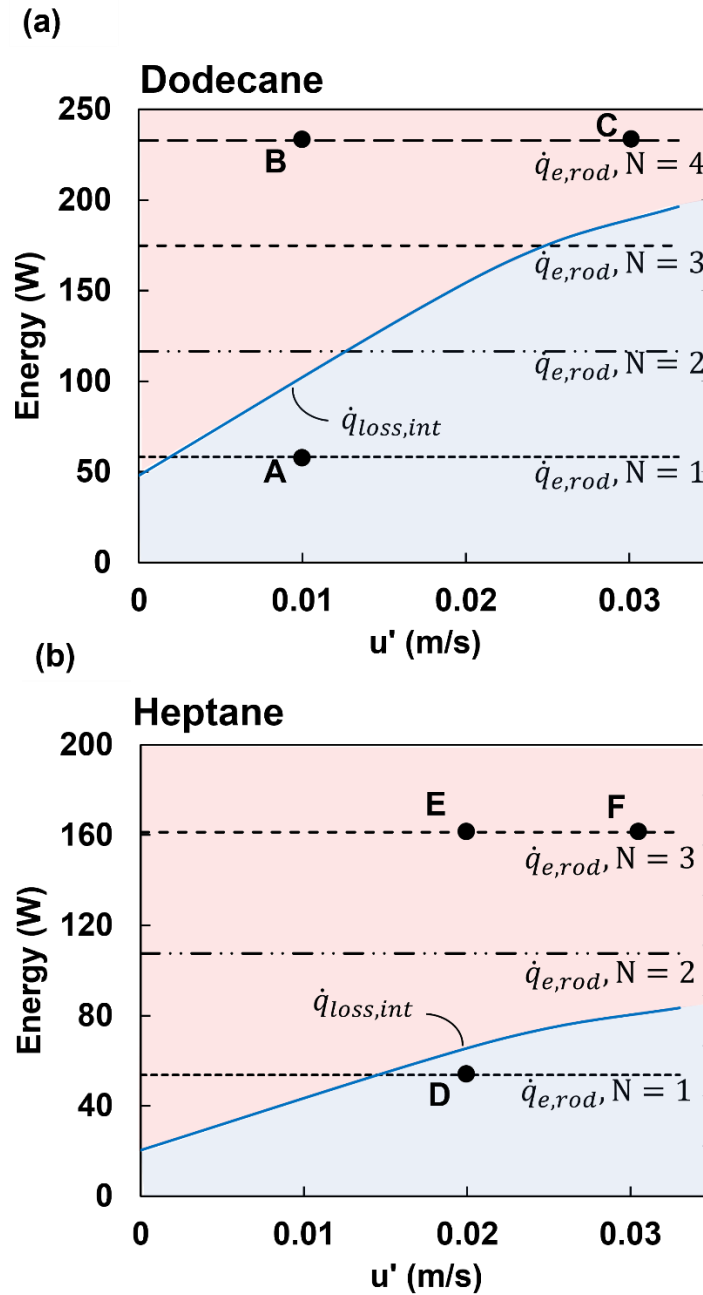 (a)
Dodecane
250
200
150
100
50
0
Energy (W)
B
C
A
q̇e,rod, N = 4
q̇e,rod, N = 3
q̇e,rod, N = 2
q̇loss,int
q̇e,rod, N = 1
0
0.01
0.02
0.03
u' (m/s)
(b)
Heptane
200
160
120
80
40
0
Energy (W)
E
F
D
q̇e,rod, N = 3
q̇e,rod, N = 2
q̇loss,int
q̇e,rod, N = 1
0
0.01
0.02
0.03
u' (m/s)